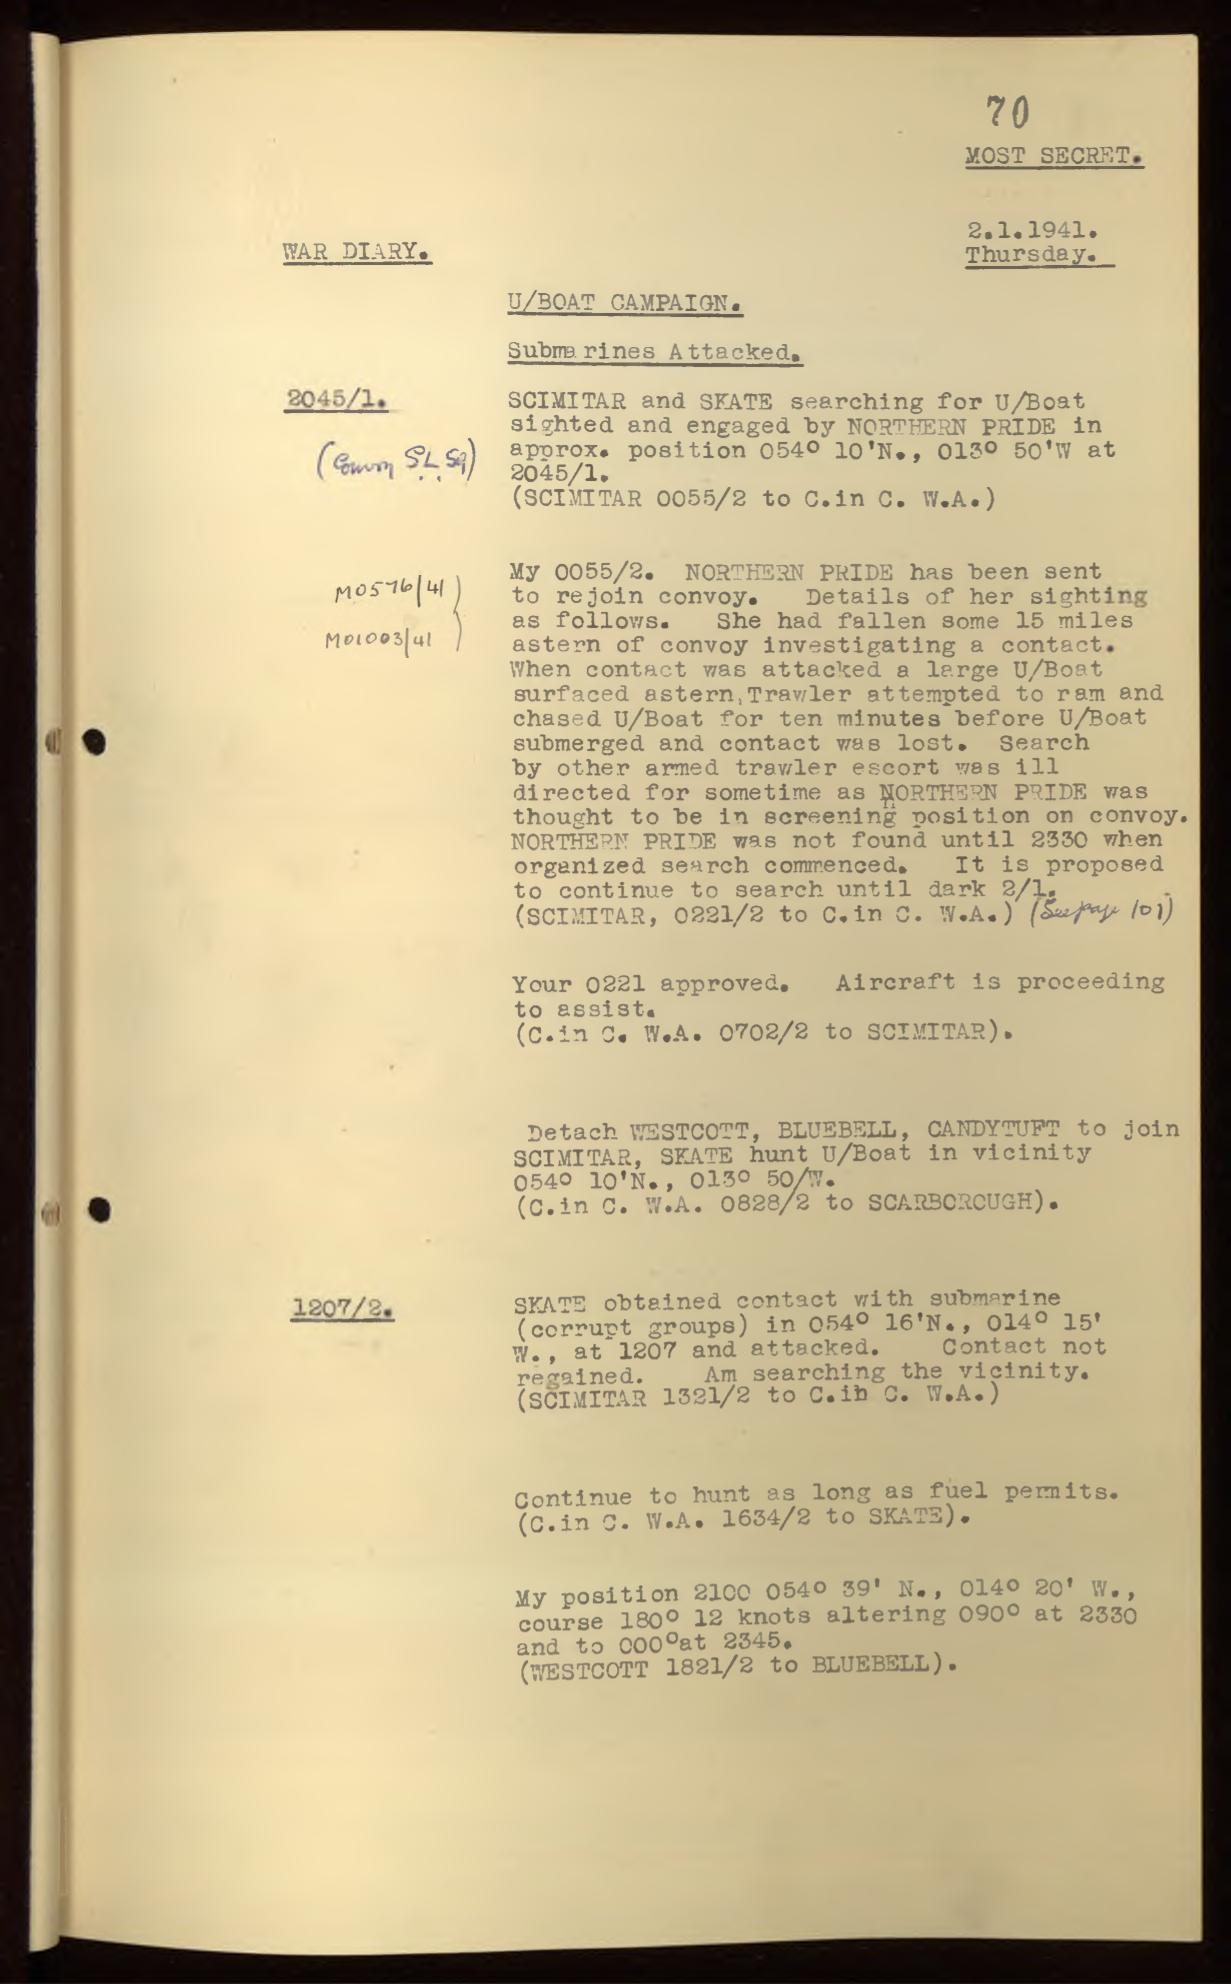 70
MOST SECRET.
2.1.1941.
WAR DIARY.
Thursday.
U/BOAT CAMPAIGN.
Submarines Attacked.
2045/1.
SCIMITAR and SKATE searching for U/Boat
sighted and engaged by NORTHERN PRIDE in
approx. position 054° 10'N., 013° 50'W at
2045/1.
(SCIMITAR 0055/2 to C.in C. W.A.)
(Convoy S.L. 59)
My 0055/2. NORTHERN PRIDE has been sent
to rejoin convoy. Details of her sighting
as follows. She had fallen some 15 miles
astern of convoy investigating a contact.
When contact was attacked a large U/Boat
surfaced astern,Trawler attempted to ram and
chased U/Boat for ten minutes before U/Boat
submerged and contact was lost. Search
by other armed trawler escort was ill
directed for sometime as NORTHERN PRIDE was
thought to be in screening position on convoy.
NORTHERN PRIDE was not found until 2330 when
organized search commenced. It is proposed
to continue to search until dark 2/1.
(SCIMITAR, 0221/2 to C.in C. W.A.) (See page 101)
M0576/41
M01003/41
Your 0221 approved. Aircraft is proceeding
to assist.
(C.in C. W.A. 0702/2 to SCIMITAR).
Detach WESTCOTT, BLUEBELL, CANDYTUFT to join
SCIMITAR, SKATE hunt U/Boat in vicinity
054° 10'N., 013° 50/W.
(C.in C. W.A. 0828/2 to SCARBOROUGH).
1207/2.
SKATE obtained contact with submarine
(corrupt groups) in 054° 16'N., 014° 15'
W., at 1207 and attacked. Contact not
regained. Am searching the vicinity.
(SCIMITAR 1321/2 to C.ih C. W.A.)
Continue to hunt as long as fuel permits.
(C.in C. W.A. 1634/2 to SKATE).
My position 2100 054° 39' N., 014° 20' W.,
course 180° 12 knots altering 090° at 2330
and to 000°at 2345.
(WESTCOTT 1821/2 to BLUEBELL).